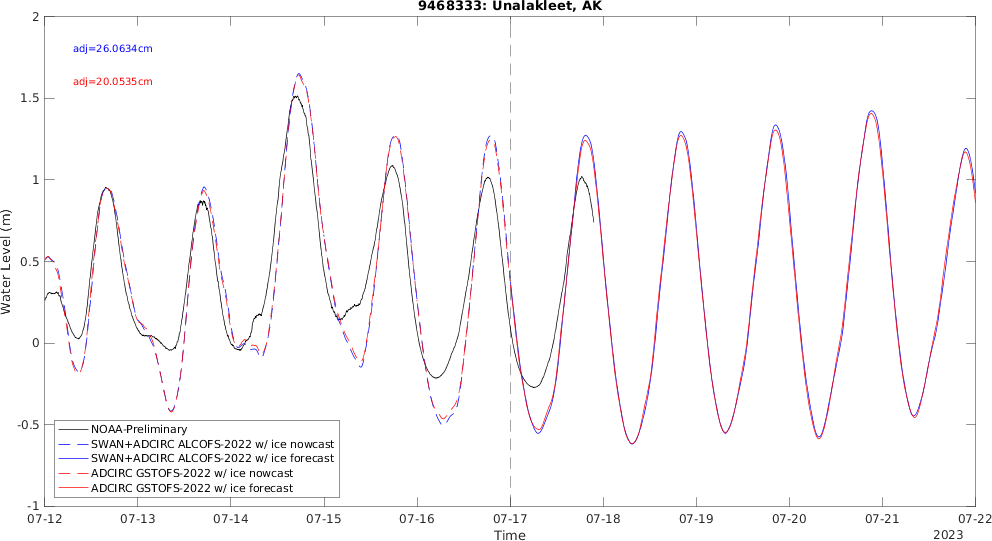 9468333: Unalakleet, AK
adj=26.0634cm
adj=20.0535cm
Water Level (m)
2
1.5
1
0.5
0
-0.5
-1
NOAA-Preliminary
SWAN+ADCIRC ALCOFS-2022 w/ ice nowcast
SWAN+ADCIRC ALCOFS-2022 w/ ice forecast
ADCIRC GSTOFS-2022 w/ ice nowcast
ADCIRC GSTOFS-2022 w/ ice forecast
07-12 07-13 07-14 07-15 07-16 07-17 07-18 07-19 07-20 07-21 07-22
Time
2023